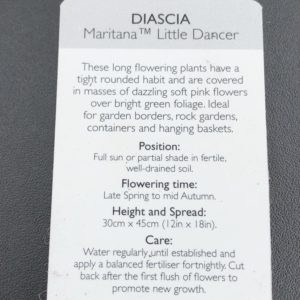 DIASCIA
Maritana™ Little Dancer
These long flowering plants have a
tight rounded habit and are covered
in masses of dazzling soft pink flowers
over bright green foliage. Ideal
for garden borders, rock gardens,
containers and hanging baskets.
Position:
Full sun or partial shade in fertile,
well-drained soil.
Flowering time:
Late Spring to mid Autumn.
Height and Spread:
30cm x 45cm (12in x 18in).
Care:
Water regularly until established and
apply a balanced fertiliser fortnightly. Cut
back after the first flush of flowers to
promote new growth.